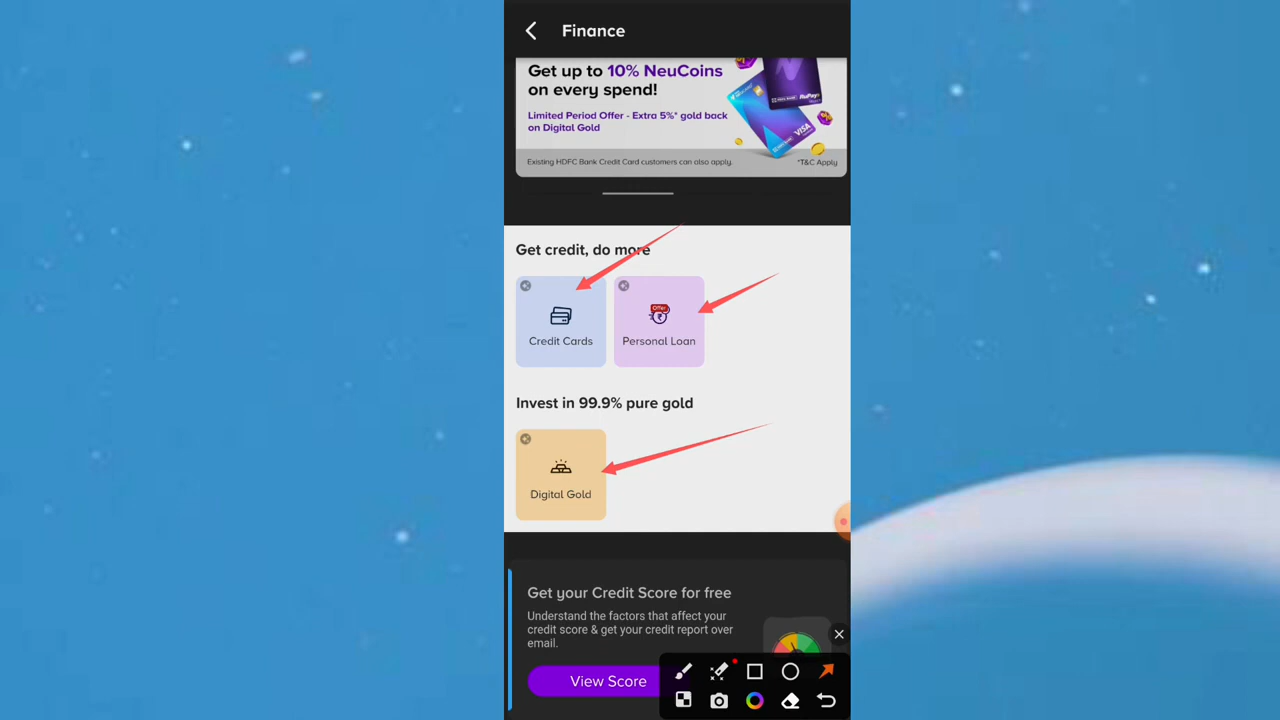 Finance
Get up to 10% NeuCoins
on every spend!
Limited Period Offer - Extra 5%* gold back
on Digital Gold
RuPay
VISA
Existing HDFC Bank Credit Card customers can also apply.
*T&C Apply
Get credit, do more
Offer
Credit Cards
Personal Loan
Invest in 99.9% pure gold
Digital Gold
Get your Credit Score for free
Understand the factors that affect your
credit score & get your credit report over
email.
View Score